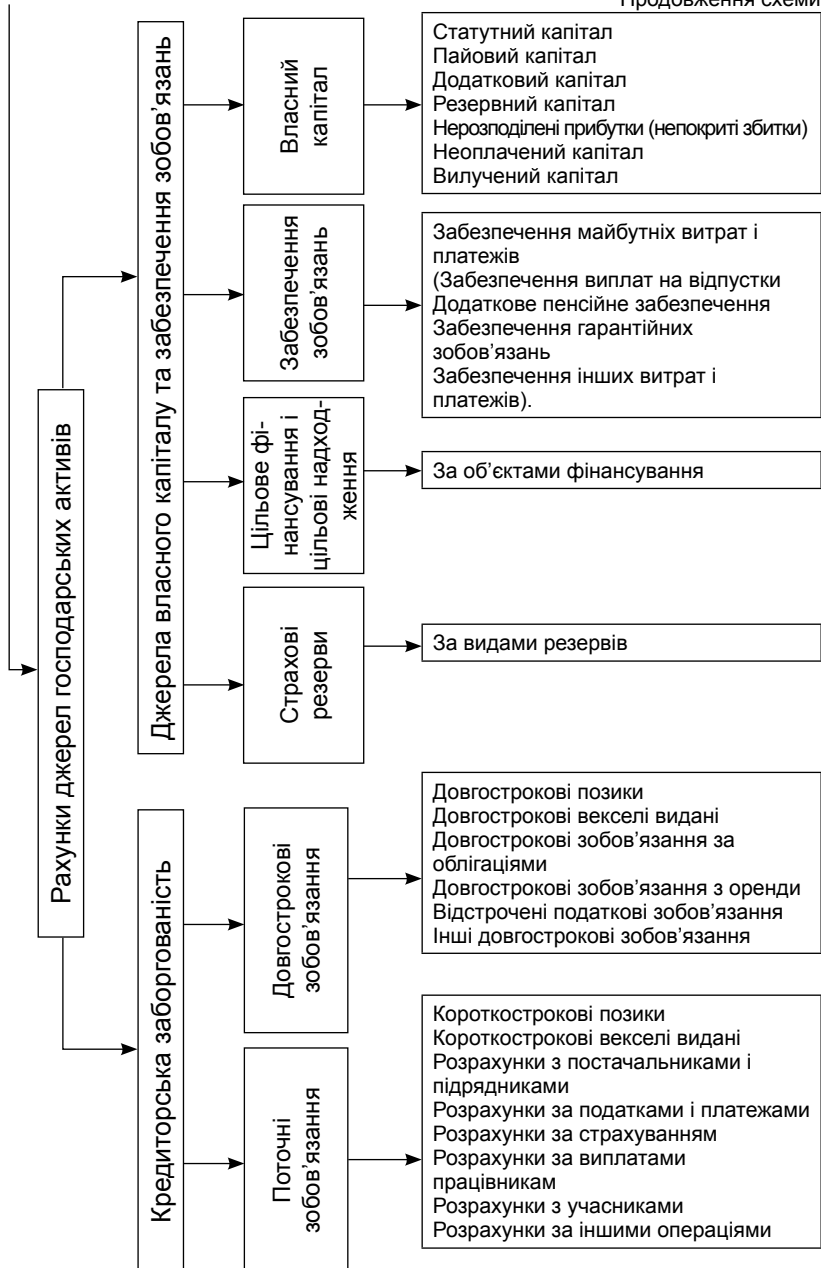 Продовження схеми
Рахунки джерел господарських активів
Джерела власного капіталу та забезпечення зобов’язань
Власний
капітал
Статутний капітал
Пайовий капітал
Додатковий капітал
Резервний капітал
Нерозподілені прибутки (непокриті збитки)
Неоплачений капітал
Вилучений капітал
Забезпечення
зобов’язань
Забезпечення майбутніх витрат і
платежів
(Забезпечення виплат на відпустки
Додаткове пенсійне забезпечення
Забезпечення гарантійних
зобов’язань
Забезпечення інших витрат і
платежів).
Цільове фі-
нансування і
цільові надход-
ження
За об’єктами фінансування
Страхові
резерви
За видами резервів
Кредиторська заборгованість
Довгострокові
зобов’язання
Довгострокові позики
Довгострокові векселі видані
Довгострокові зобов’язання за
облігаціями
Довгострокові зобов’язання з оренди
Відстрочені податкові зобов’язання
Інші довгострокові зобов’язання
Поточні
зобов’язання
Короткострокові позики
Короткострокові векселі видані
Розрахунки з постачальниками і
підрядниками
Розрахунки за податками і платежами
Розрахунки за страхуванням
Розрахунки за виплатами
працівникам
Розрахунки з учасниками
Розрахунки за іншими операціями